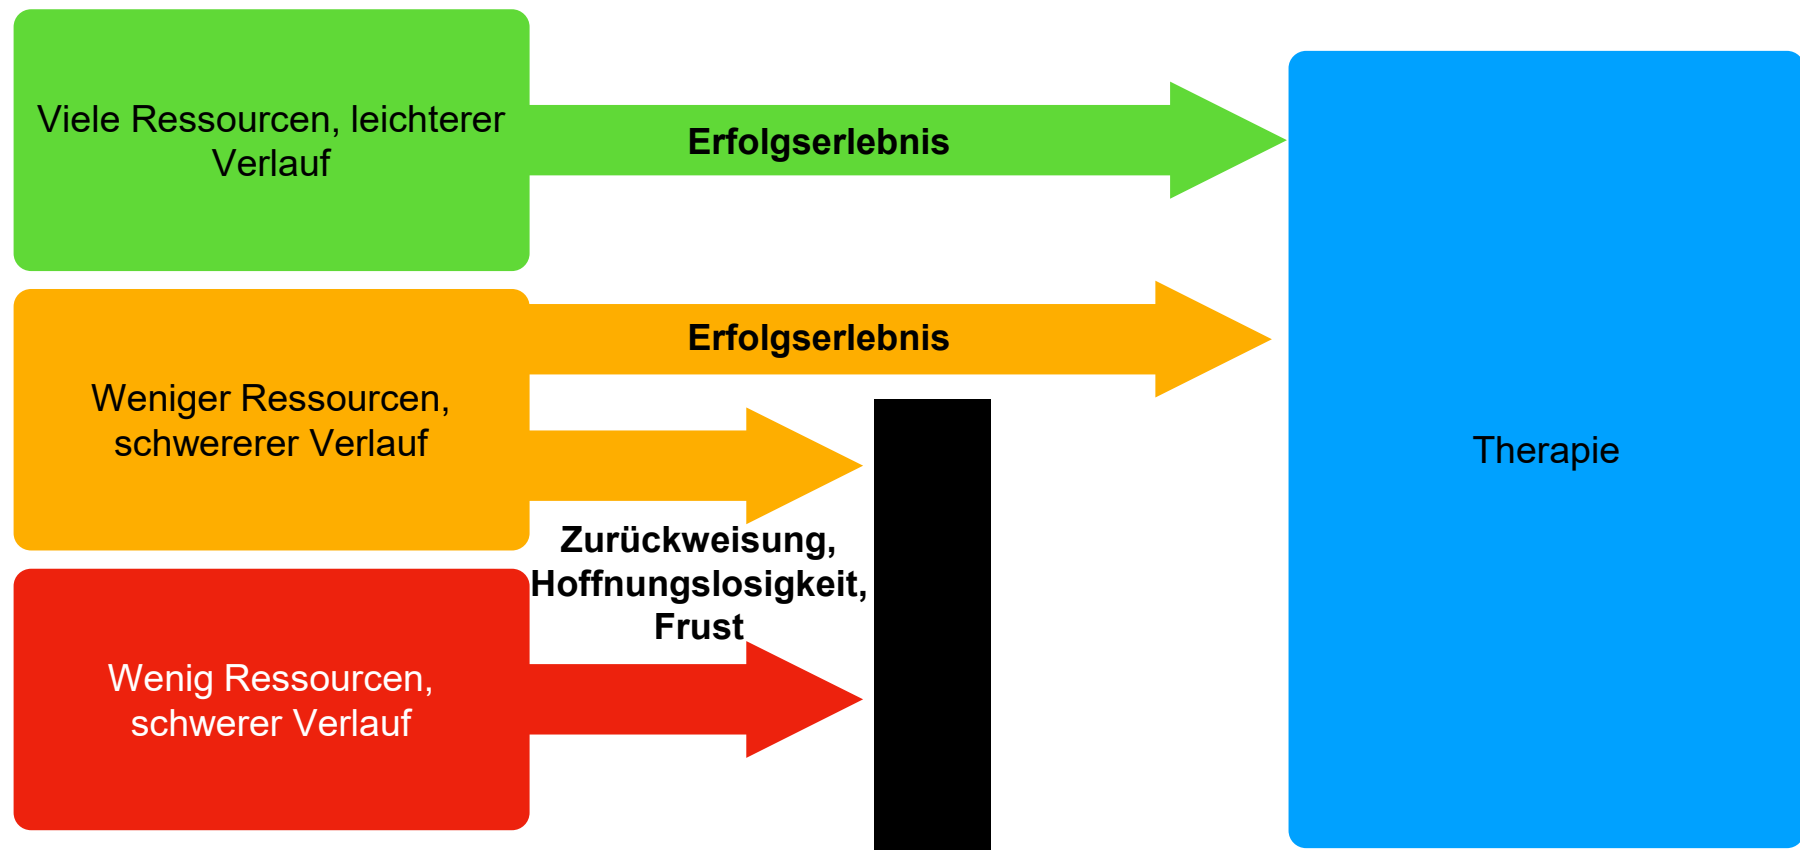 Viele Ressourcen, leichterer
Verlauf
Erfolgserlebnis
Erfolgserlebnis
Weniger Ressourcen,
schwererer Verlauf
Therapie
Zurückweisung,
Hoffnungslosigkeit,
Frust
Wenig Ressourcen,
schwerer Verlauf